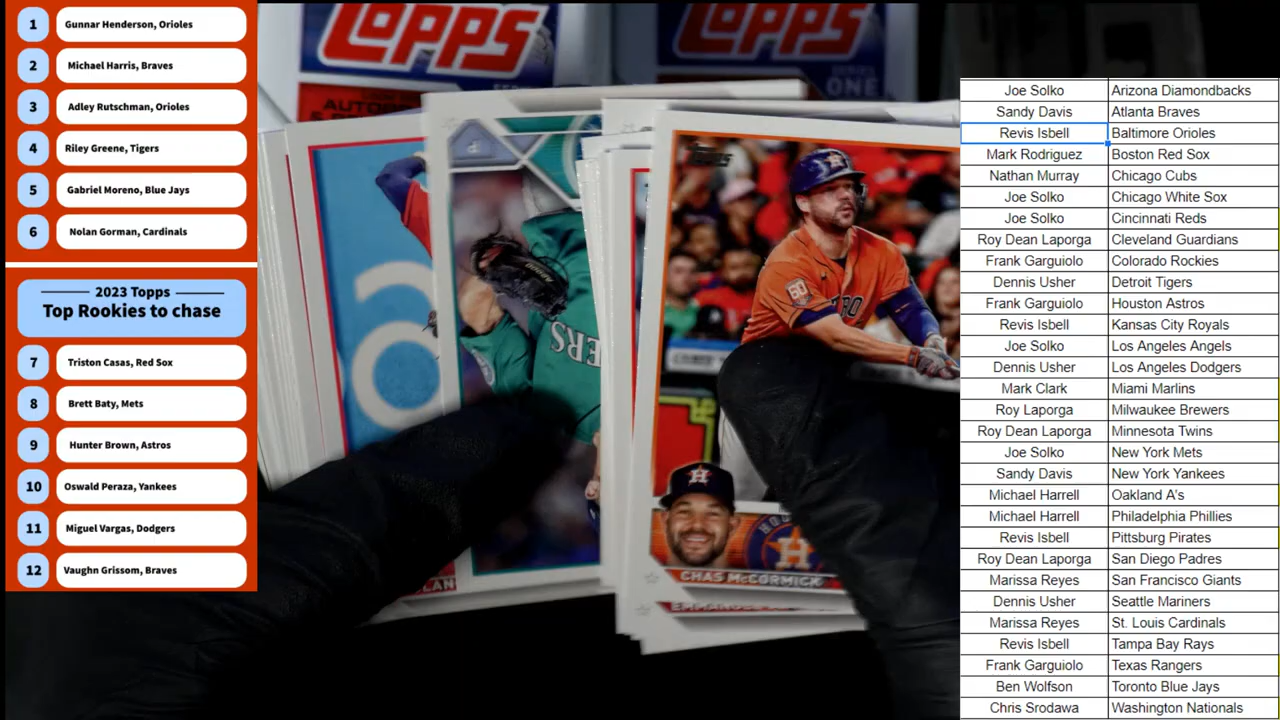 1 Gunnar Henderson, Orioles
2 Michael Harris, Braves
3 Adley Rutschman, Orioles
4 Riley Greene, Tigers
5 Gabriel Moreno, Blue Jays
6 Nolan Gorman, Cardinals
2023 Topps
Top Rookies to chase
7 Triston Casas, Red Sox
8 Brett Baty, Mets
9 Hunter Brown, Astros
10 Oswald Peraza, Yankees
11 Miguel Vargas, Dodgers
12 Vaughn Grissom, Braves
TOPPS
TOPPS
SERIES
ONE
Topps
CHAS McCORMICK
Joe Solko Arizona Diamondbacks
Sandy Davis Atlanta Braves
Revis Isbell Baltimore Orioles
Mark Rodriguez Boston Red Sox
Nathan Murray Chicago Cubs
Joe Solko Chicago White Sox
Joe Solko Cincinnati Reds
Roy Dean Laporga Cleveland Guardians
Frank Garguiolo Colorado Rockies
Dennis Usher Detroit Tigers
Frank Garguiolo Houston Astros
Revis Isbell Kansas City Royals
Joe Solko Los Angeles Angels
Dennis Usher Los Angeles Dodgers
Mark Clark Miami Marlins
Roy Laporga Milwaukee Brewers
Roy Dean Laporga Minnesota Twins
Joe Solko New York Mets
Sandy Davis New York Yankees
Michael Harrell Oakland A's
Michael Harrell Philadelphia Phillies
Revis Isbell Pittsburg Pirates
Roy Dean Laporga San Diego Padres
Marissa Reyes San Francisco Giants
Dennis Usher Seattle Mariners
Marissa Reyes St. Louis Cardinals
Revis Isbell Tampa Bay Rays
Frank Garguiolo Texas Rangers
Ben Wolfson Toronto Blue Jays
Chris Srodawa Washington Nationals